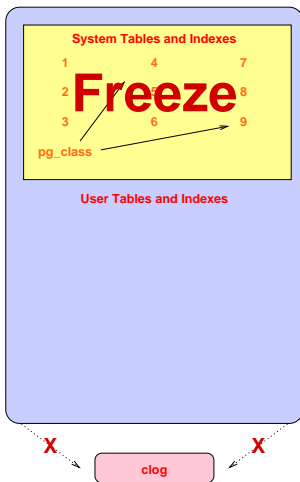 System Tables and Indexes
1 4 7
2 5 8
Freeze
3 6 9
pg_class
User Tables and Indexes
X X
clog